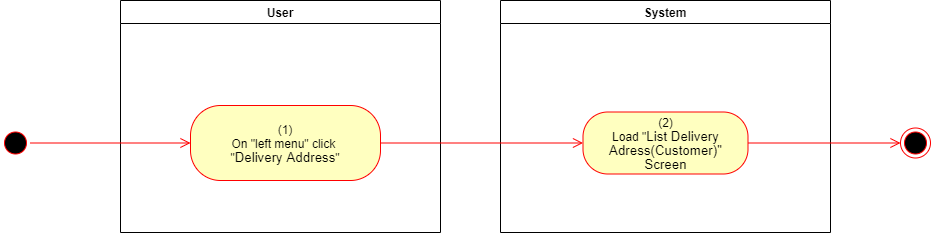 User
System
(1)
On "left menu" click
"Delivery Address"
(2)
Load "List Delivery
Adress(Customer)"
Screen